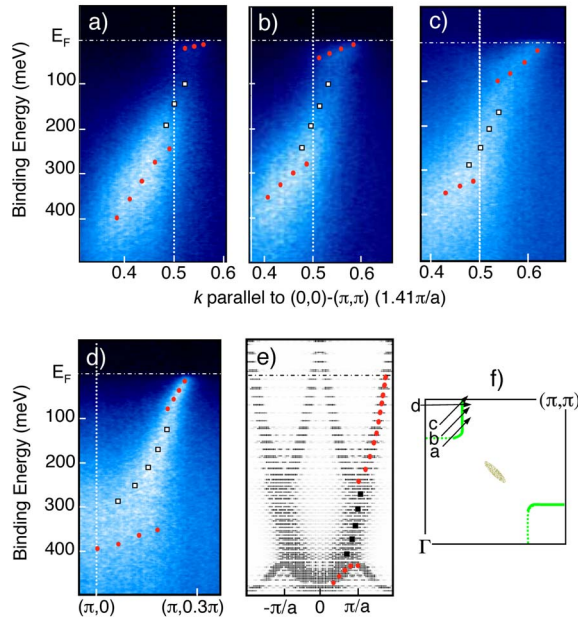 a)
b)
c)
E_F
100
200
300
400
Binding Energy (meV)
0.4 0.5 0.6
0.4 0.5 0.6
0.4 0.5 0.6
k parallel to (0,0)-(π,π) (1.41π/a)
d)
e)
f)
E_F
100
200
300
400
Binding Energy (meV)
(π,0) (π,0.3π)
-π/a 0 π/a
(π,π)
d
c
b
a
Γ